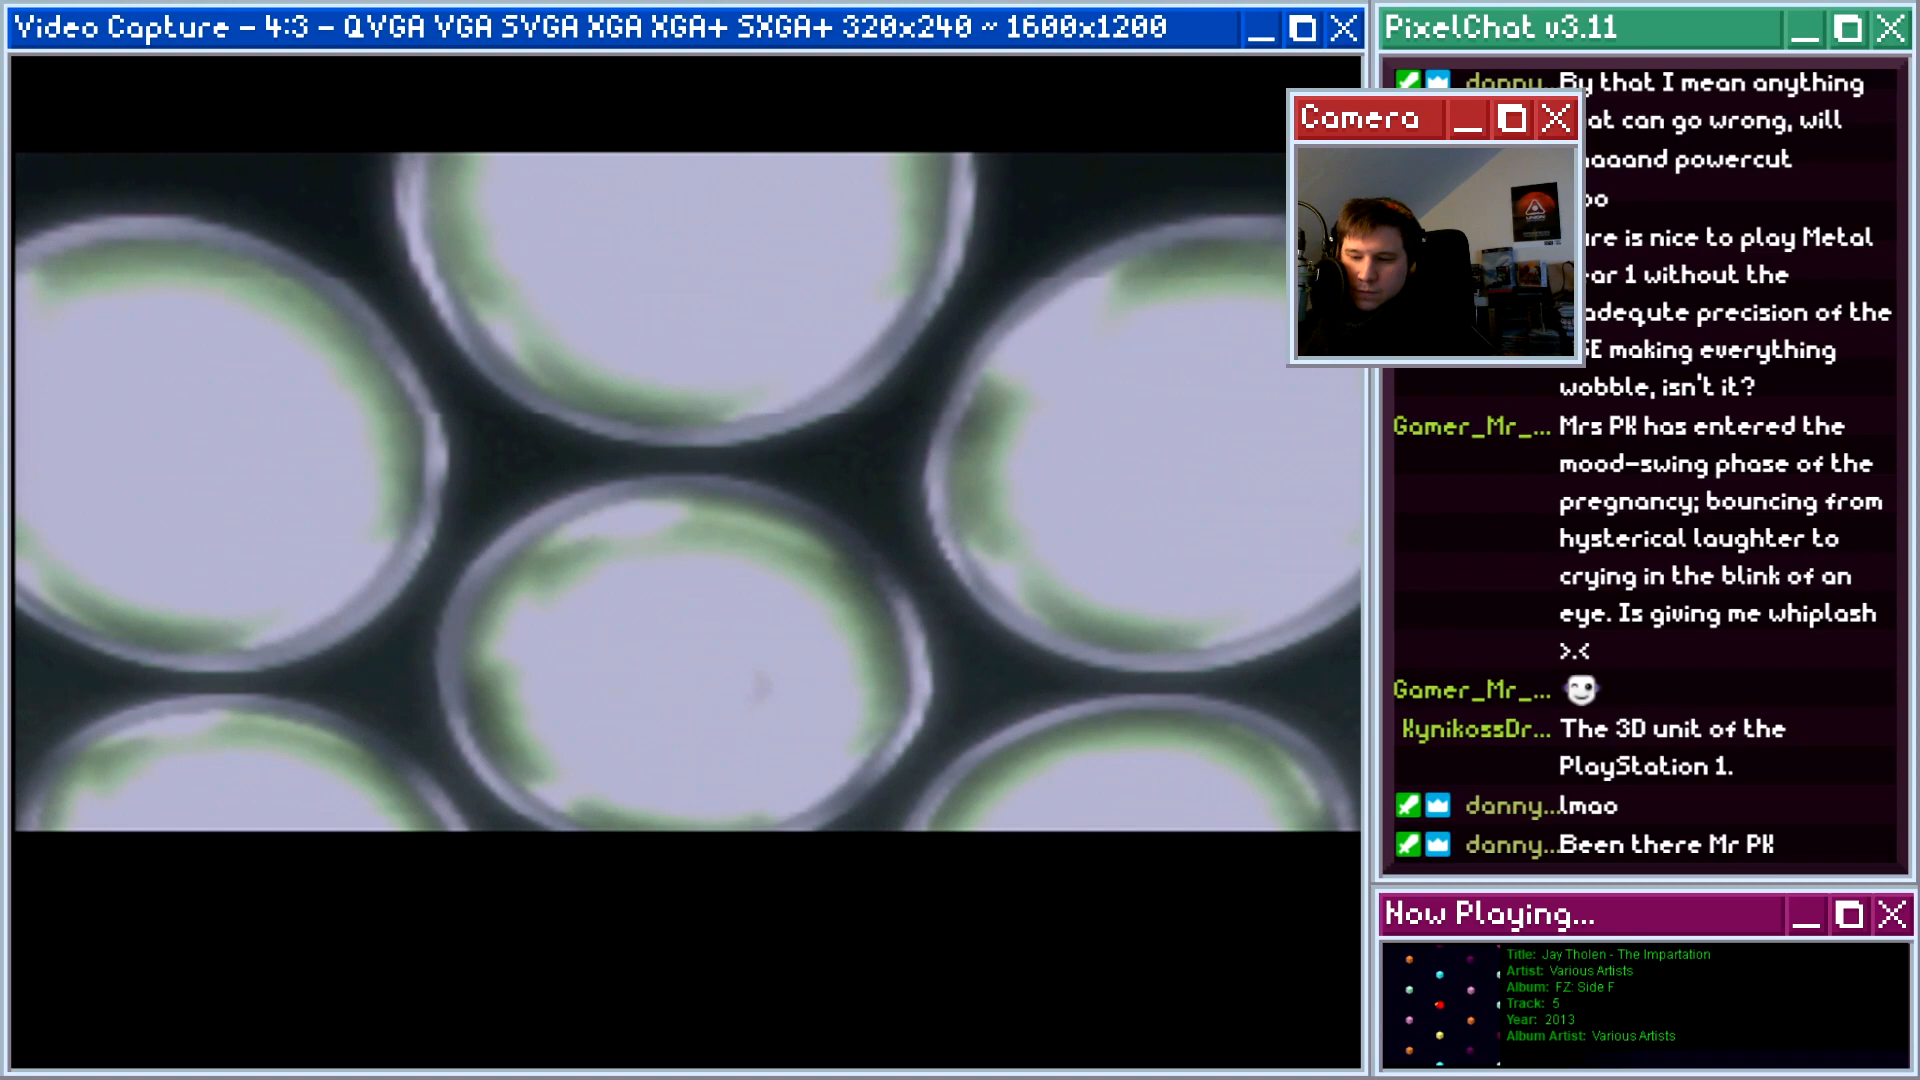 Video Capture - 4:3 - QVGA VGA SVGA XGA XGA+ SXGA+ 320x240 ~ 1600x1200
PixelChat v3.11
danny... By that I mean anything
can go wrong, will
powercut
is nice to play Metal
1 without the
precision of the
making everything
wobble, isn't it?
Gamer_Mr_... Mrs PK has entered the
mood-swing phase of the
pregnancy; bouncing from
hysterical laughter to
crying in the blink of an
eye. Is giving me whiplash
>.<
Gamer_Mr_...
KynikossDr... The 3D unit of the
PlayStation 1.
danny...lmao
danny...Been there Mr PK
Camera
Now Playing...
Title: Jay Tholen - The Impartation
Artist: Various Artists
Album: FZ: Side F
Track: 5
Year: 2013
Album Artist: Various Artists